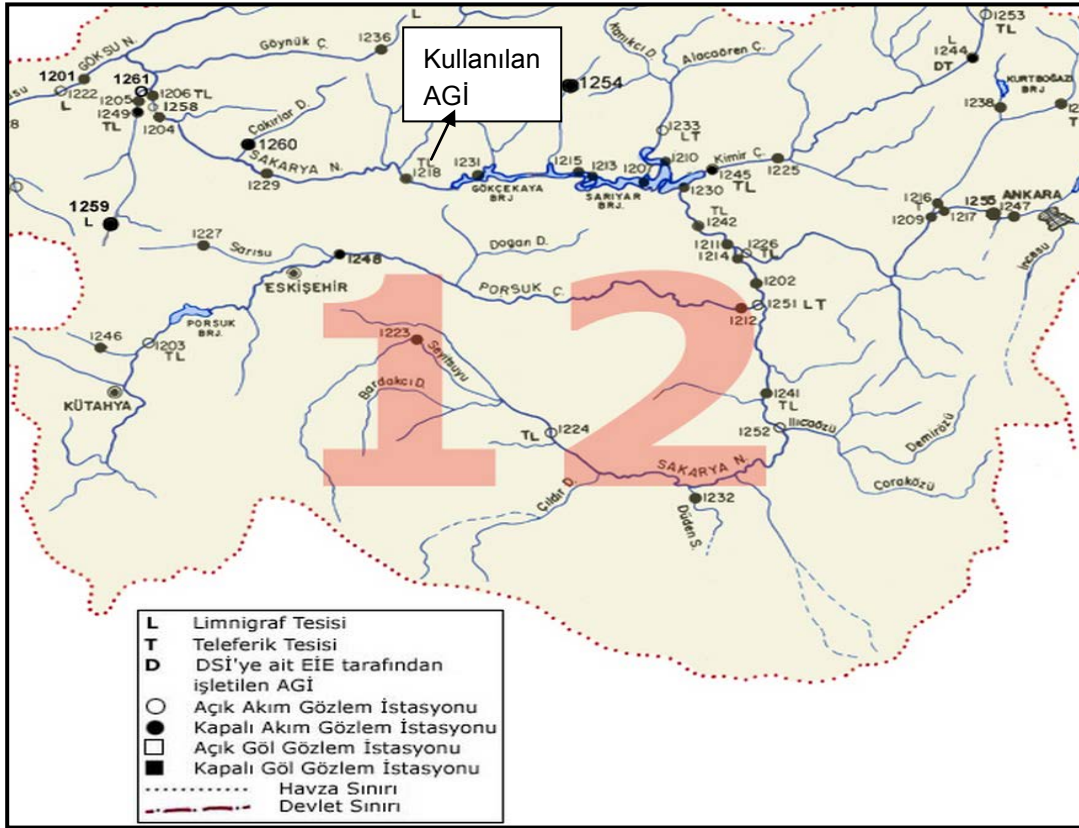 L
1236
Göynük Ç.
GÖKSU N.
1201
1222
L
1261
1206 TL
1205
1258
1249
TL
1204
Kullanılan
AGİ
1254
Kanıkcı D.
Alacaören Ç.
1253
TL
L
1244
DT
KURTBOĞAZI
BRJ
1238
T
Çakırlar D.
1260
SAKARYA N.
1229
TL
1218
1231
GÖKÇEKAYA
BRJ
1215
1213
SARIYAR
BRJ.
1233
LT
1210
1245
TL
1230
Kimir Ç.
1225
1216
T
1209
1217
1255
1247
ANKARA
İncesu
1259
L
1227
Sarısu
1248
ESKİŞEHİR
Doğan D.
PORSUK Ç.
TL
1242
1211
1226
TL
1214
1202
1251 LT
1212
PORSUK
BRJ.
1246
1203
TL
KÜTAHYA
12
1223
Seyitsuyu
Bardakcı D.
TL
1224
1241
TL
1252
Ilıcaözü
Demirözü
Çoraközü
SAKARYA N.
Çıldır D.
1232
Düden S.
L Limnigraf Tesisi
T Teleferik Tesisi
D DSİ'ye ait EİE tarafından
işletilen AGİ
Açık Akım Gözlem İstasyonu
Kapalı Akım Gözlem İstasyonu
Açık Göl Gözlem İstasyonu
Kapalı Göl Gözlem İstasyonu
Havza Sınırı
Devlet Sınırı